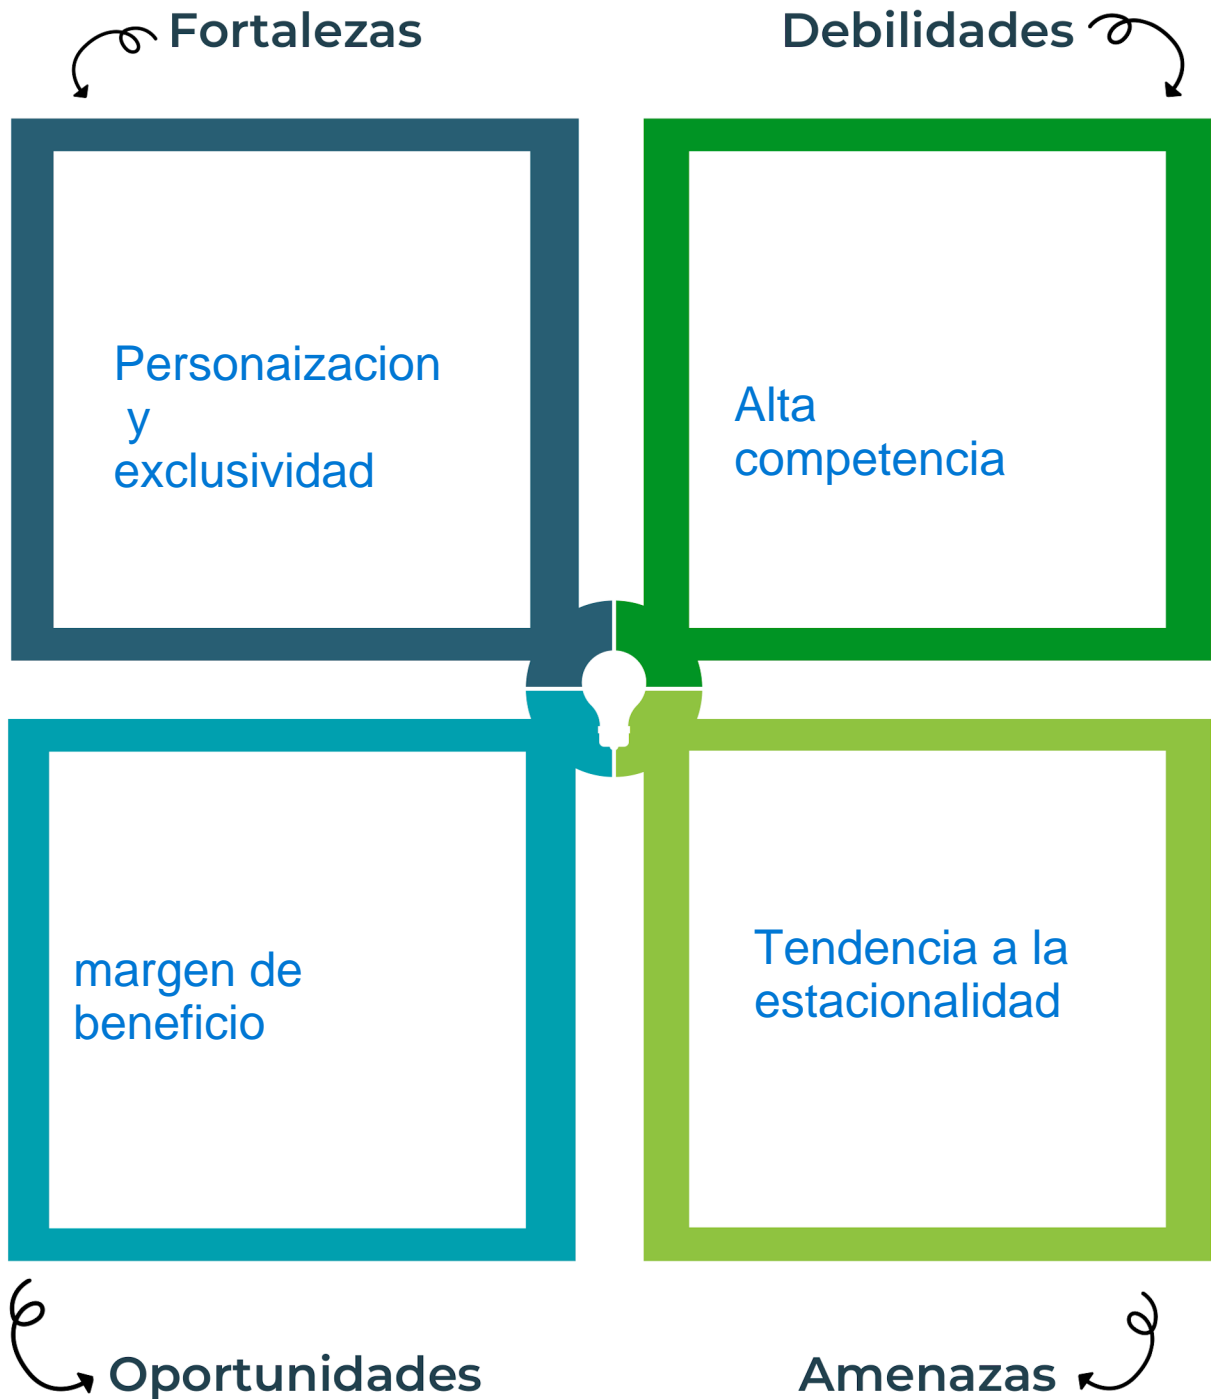 Fortalezas
Debilidades
Personaizacion
y
exclusividad
Alta
competencia
margen de
beneficio
Tendencia a la
estacionalidad
Oportunidades
Amenazas